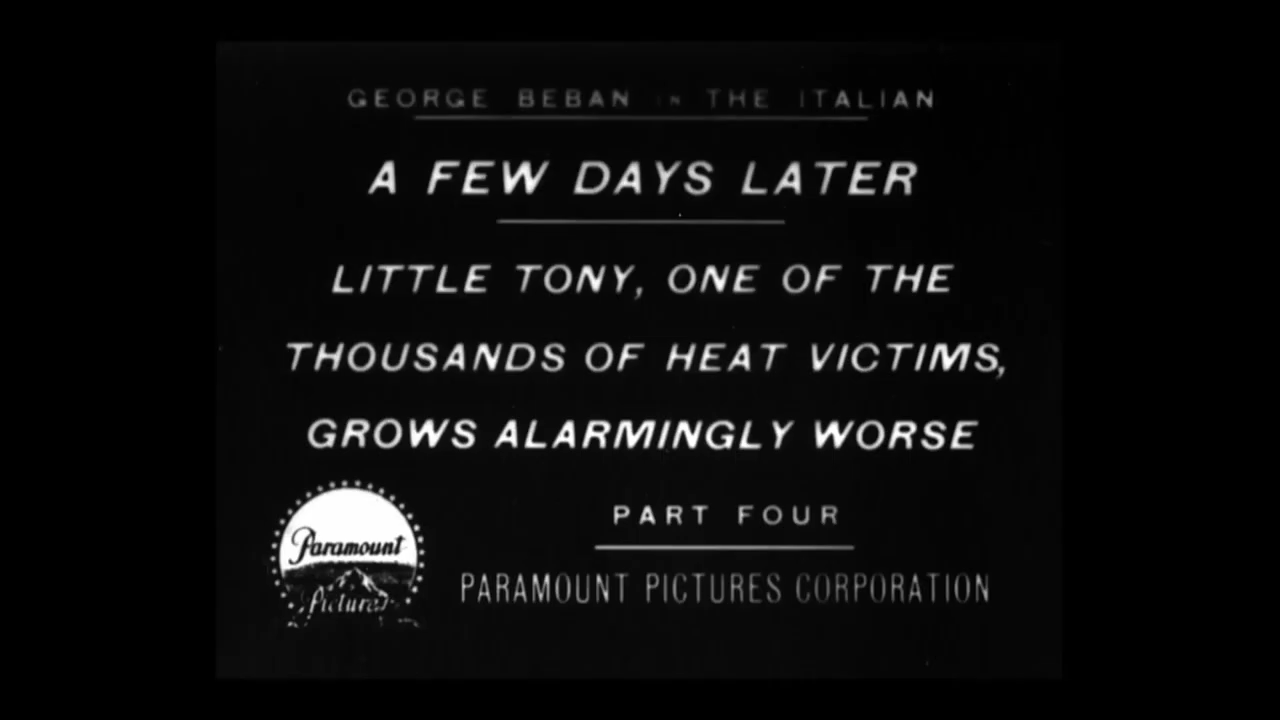 GEORGE BEBAN IN THE ITALIAN
A FEW DAYS LATER
LITTLE TONY, ONE OF THE
THOUSANDS OF HEAT VICTIMS,
GROWS ALARMINGLY WORSE
PART FOUR
Paramount
Pictures
PARAMOUNT PICTURES CORPORATION